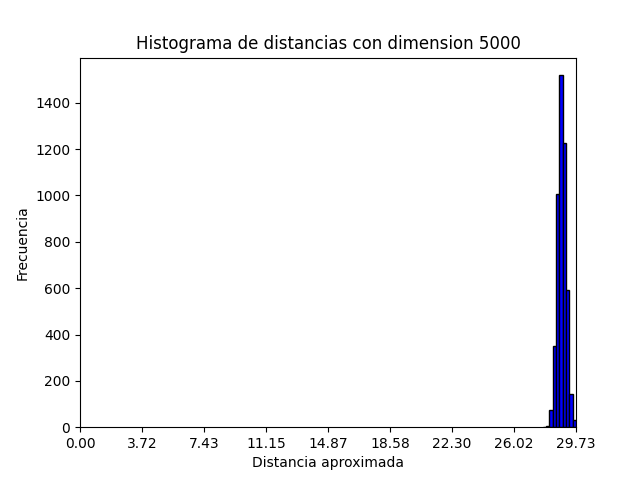 Histograma de distancias con dimension 5000
Frecuencia
1400
1200
1000
800
600
400
200
0
0.00 3.72 7.43 11.15 14.87 18.58 22.30 26.02 29.73
Distancia aproximada